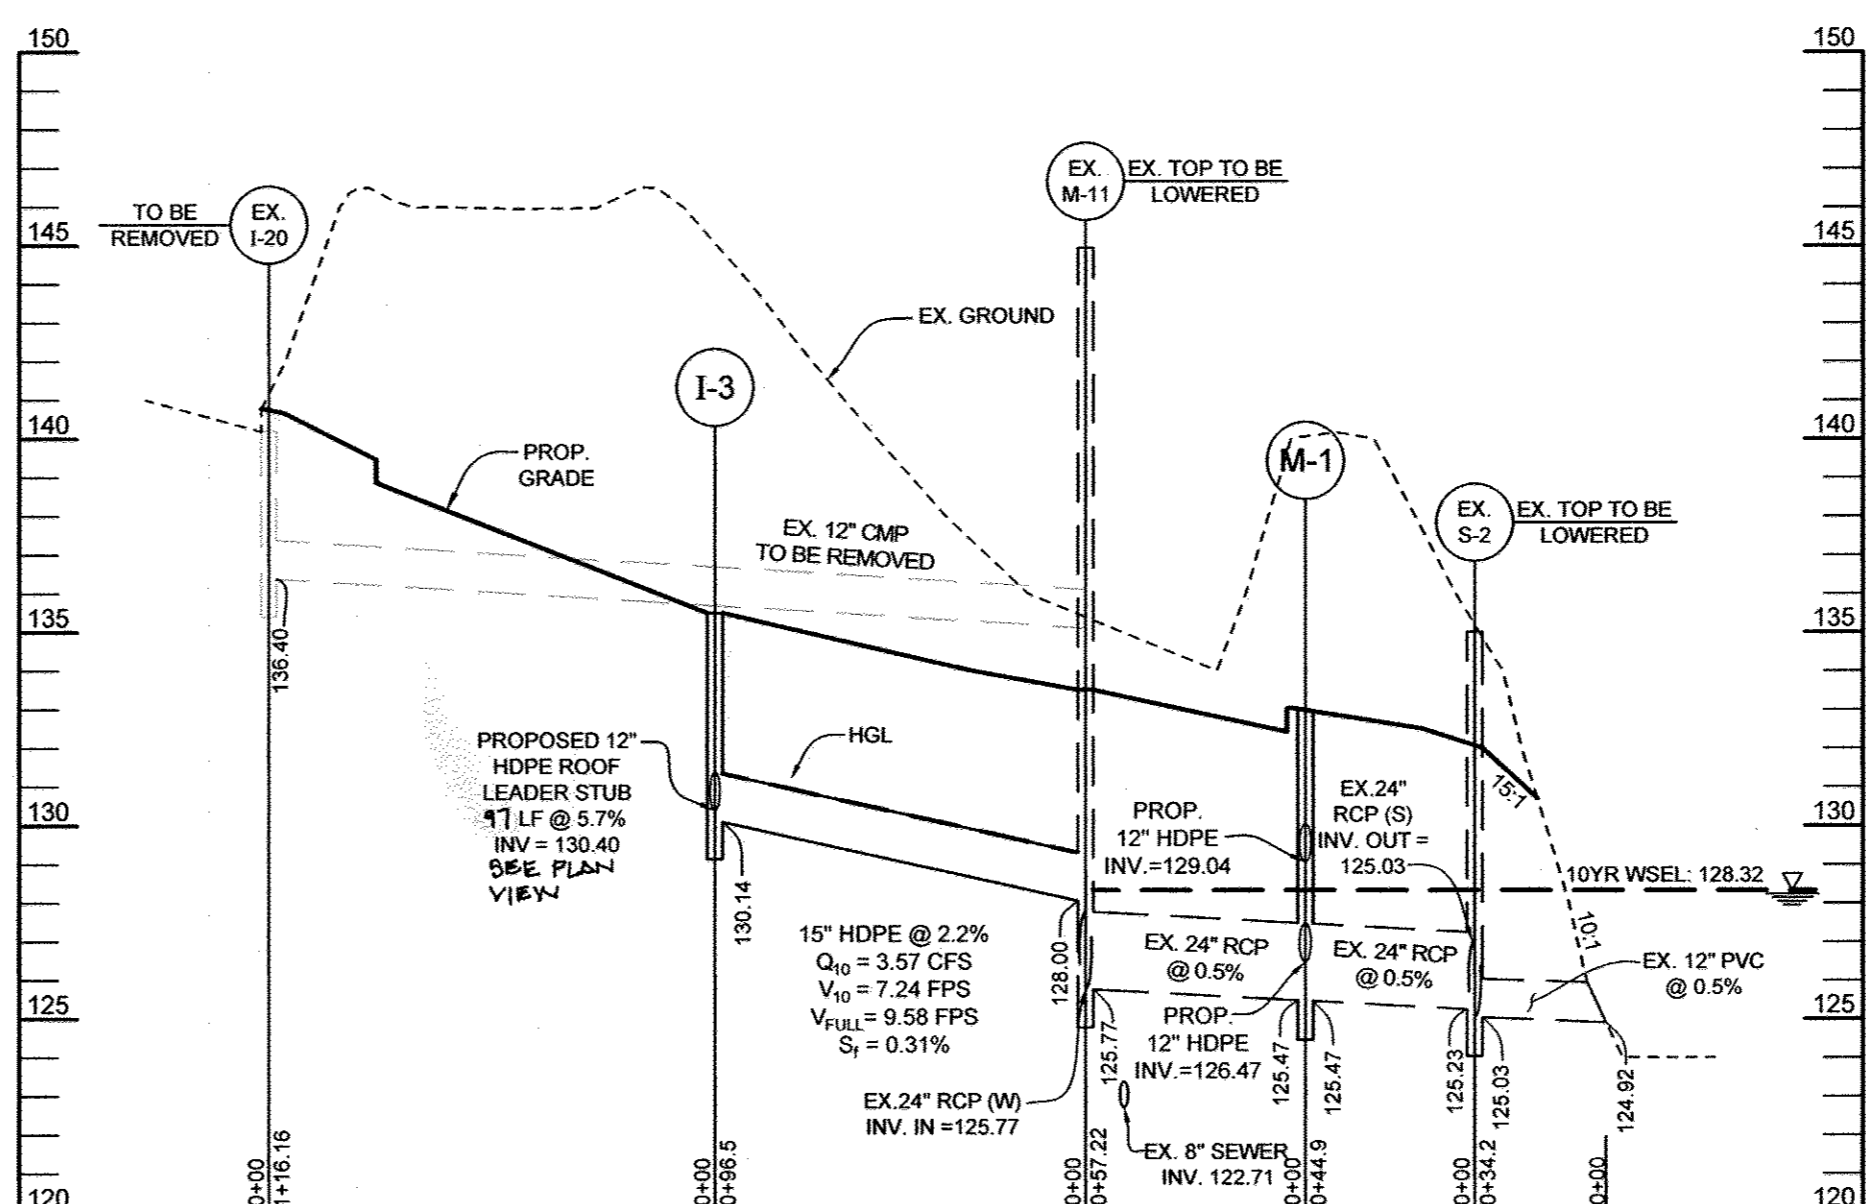 150
150
145
145
140
140
135
135
130
130
125
125
120
120
TO BE
REMOVED
EX.
I-20
EX.
M-11
EX. TOP TO BE
LOWERED
EX. GROUND
I-3
PROP.
GRADE
M-1
EX. 12" CMP
TO BE REMOVED
EX.
S-2
EX. TOP TO BE
LOWERED
136.40
PROPOSED 12"
HDPE ROOF
LEADER STUB
97 LF @ 5.7%
INV = 130.40
SEE PLAN
VIEW
HGL
130.14
15" HDPE @ 2.2%
Q10 = 3.57 CFS
V10 = 7.24 FPS
VFULL = 9.58 FPS
Sf = 0.31%
128.00
PROP.
12" HDPE
INV.=129.04
EX.24"
RCP (S)
INV. OUT =
125.03
15:1
10YR WSEL: 128.32
10:1
EX. 24" RCP
@ 0.5%
EX. 24" RCP
@ 0.5%
EX. 12" PVC
@ 0.5%
125.77
PROP.
12" HDPE
INV.=126.47
EX.24" RCP (W)
INV. IN =125.77
125.47
125.47
125.23
125.03
124.92
EX. 8" SEWER
INV. 122.71
0+00
1+16.16
0+00
0+96.5
0+00
0+57.22
0+00
0+44.9
0+00
0+34.2
0+00